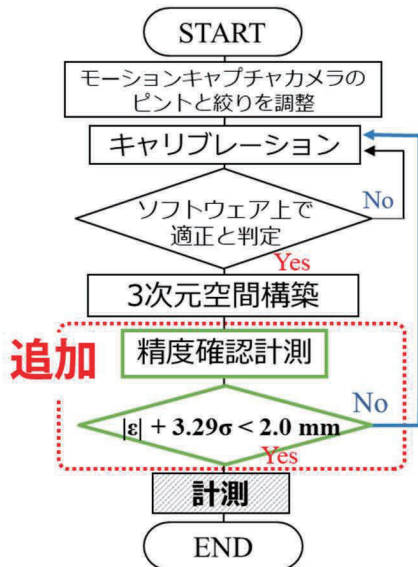 START
モーションキャプチャカメラの
ピントと絞りを調整
キャリブレーション
ソフトウェア上で
適正と判定
No
Yes
3次元空間構築
追加
精度確認計測
|ε| + 3.29σ < 2.0 mm
No
Yes
計測
END